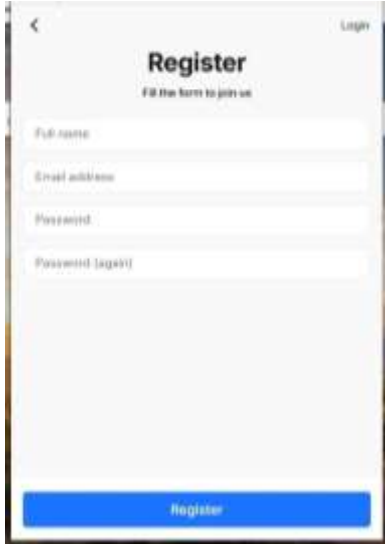 Login
Register
Fill the form to join us
Full name
Email address
Password
Password (again)
Register